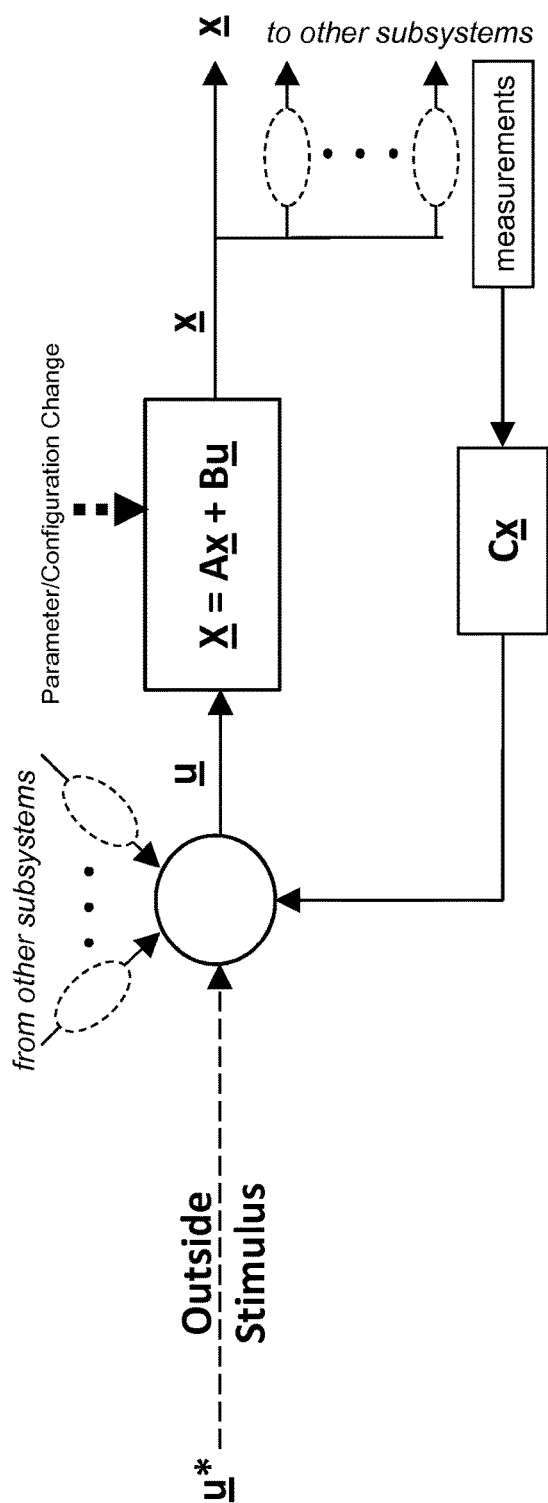 from other subsystems
Parameter/Configuration Change
u*
Outside
Stimulus
u
X = Ax + Bu
x
x
to other subsystems
Cx
measurements